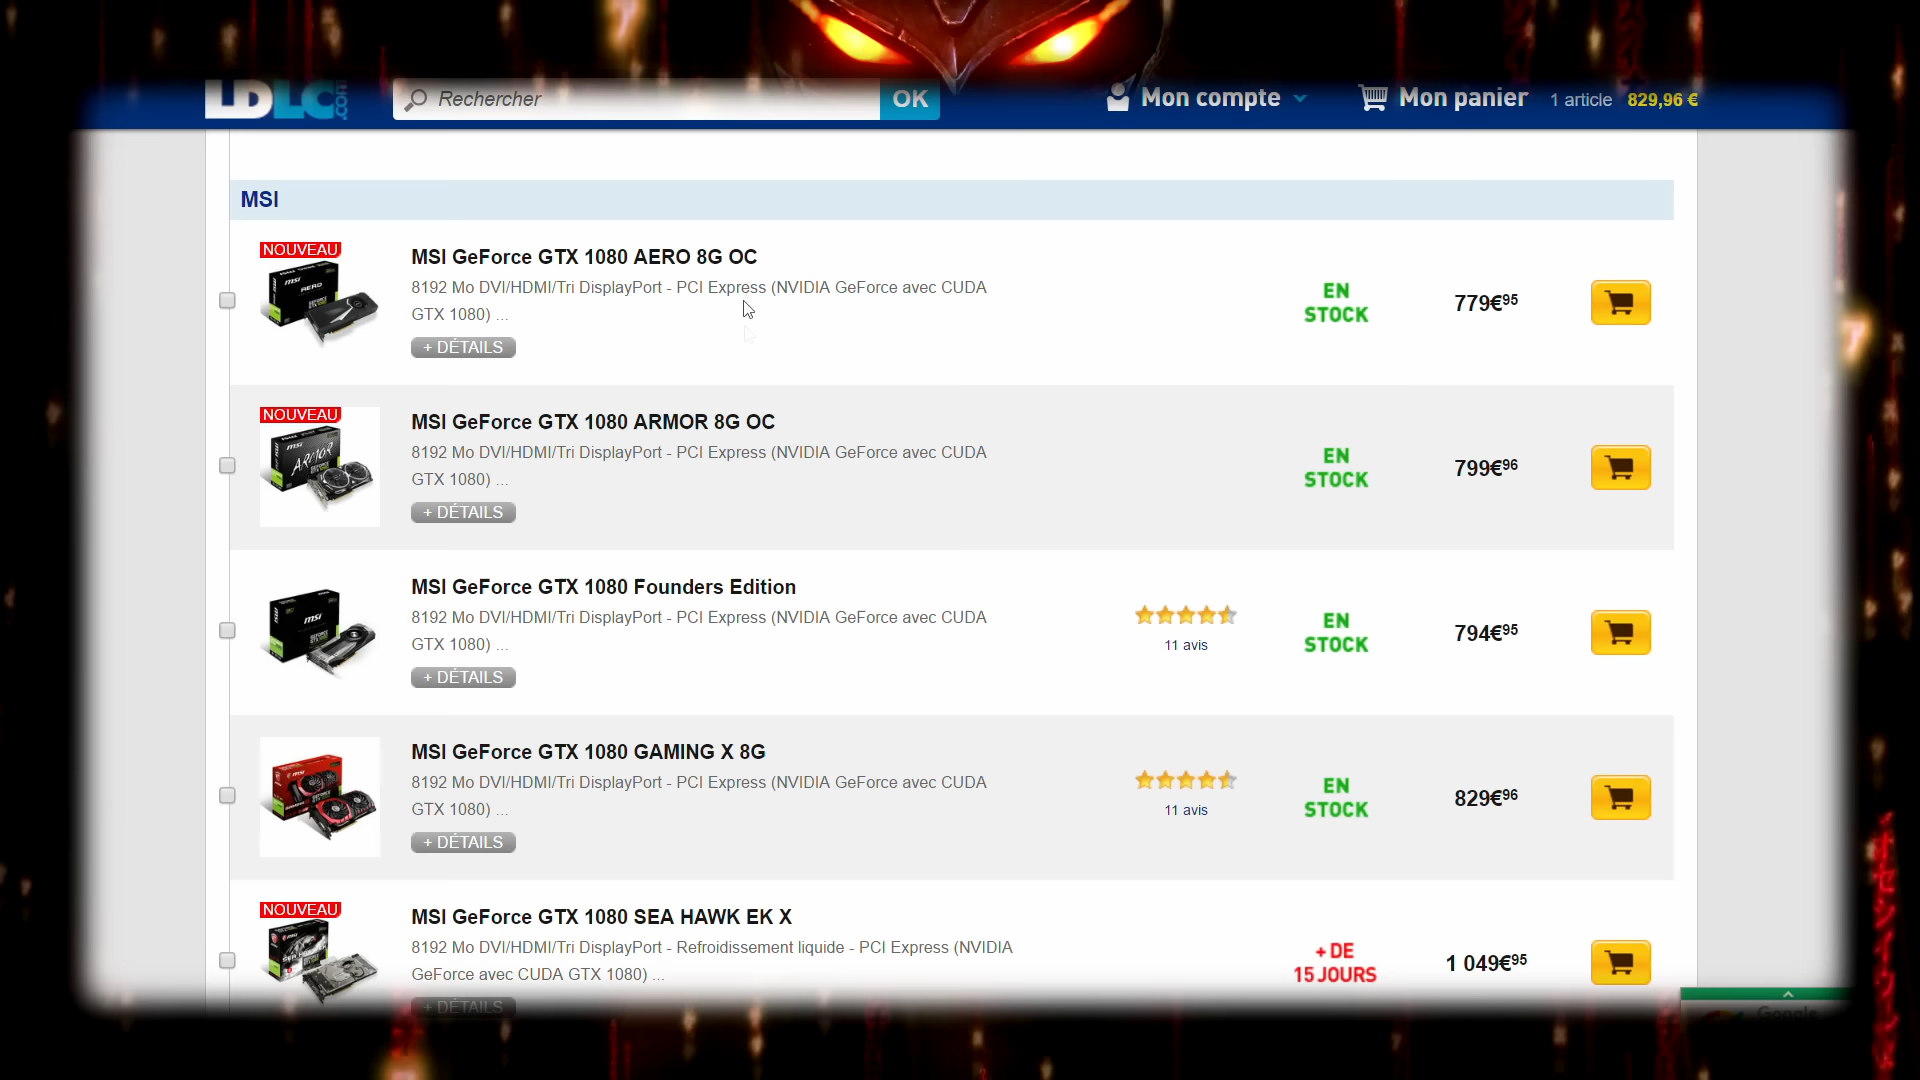 LDLC.com
Rechercher
OK
Mon compte
Mon panier
1 article
829,96 €
MSI
NOUVEAU
MSI GeForce GTX 1080 AERO 8G OC
8192 Mo DVI/HDMI/Tri DisplayPort - PCI Express (NVIDIA GeForce avec CUDA
GTX 1080) ...
+ DÉTAILS
EN
STOCK
779€95
NOUVEAU
MSI GeForce GTX 1080 ARMOR 8G OC
8192 Mo DVI/HDMI/Tri DisplayPort - PCI Express (NVIDIA GeForce avec CUDA
GTX 1080) ...
+ DÉTAILS
EN
STOCK
799€96
MSI GeForce GTX 1080 Founders Edition
8192 Mo DVI/HDMI/Tri DisplayPort - PCI Express (NVIDIA GeForce avec CUDA
GTX 1080) ...
+ DÉTAILS
11 avis
EN
STOCK
794€95
MSI GeForce GTX 1080 GAMING X 8G
8192 Mo DVI/HDMI/Tri DisplayPort - PCI Express (NVIDIA GeForce avec CUDA
GTX 1080) ...
+ DÉTAILS
11 avis
EN
STOCK
829€96
NOUVEAU
MSI GeForce GTX 1080 SEA HAWK EK X
8192 Mo DVI/HDMI/Tri DisplayPort - Refroidissement liquide - PCI Express (NVIDIA
GeForce avec CUDA GTX 1080) ...
+ DÉTAILS
+ DE
15 JOURS
1 049€95
Google